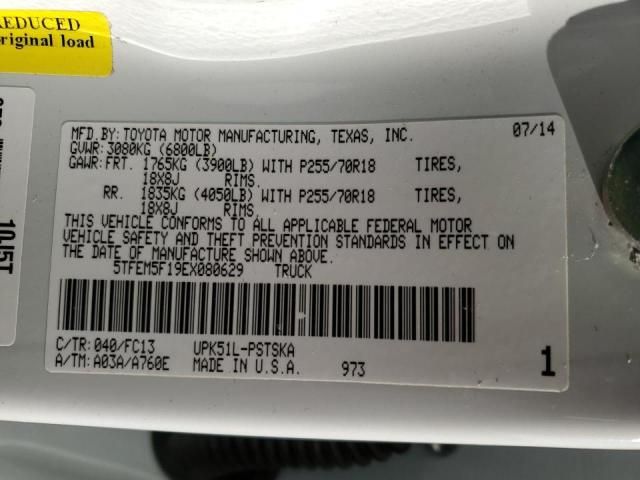 REDUCED
original load
MFD.BY: TOYOTA MOTOR MANUFACTURING, TEXAS, INC. 07/14
GVWR: 3080KG (6800LB)
GAWR: FRT. 1765KG (3900LB) WITH P255/70R18 TIRES,
18X8J RIMS.
RR. 1835KG (4050LB) WITH P255/70R18 TIRES,
18X8J RIMS.
THIS VEHICLE CONFORMS TO ALL APPLICABLE FEDERAL MOTOR
VEHICLE SAFETY AND THEFT PREVENTION STANDARDS IN EFFECT ON
THE DATE OF MANUFACTURE SHOWN ABOVE.
5TFEM5F19EX080629 TRUCK
C/TR: 040/FC13 UPK51L-PSTSKA
A/TM: A03A/A760E MADE IN U.S.A. 973 1